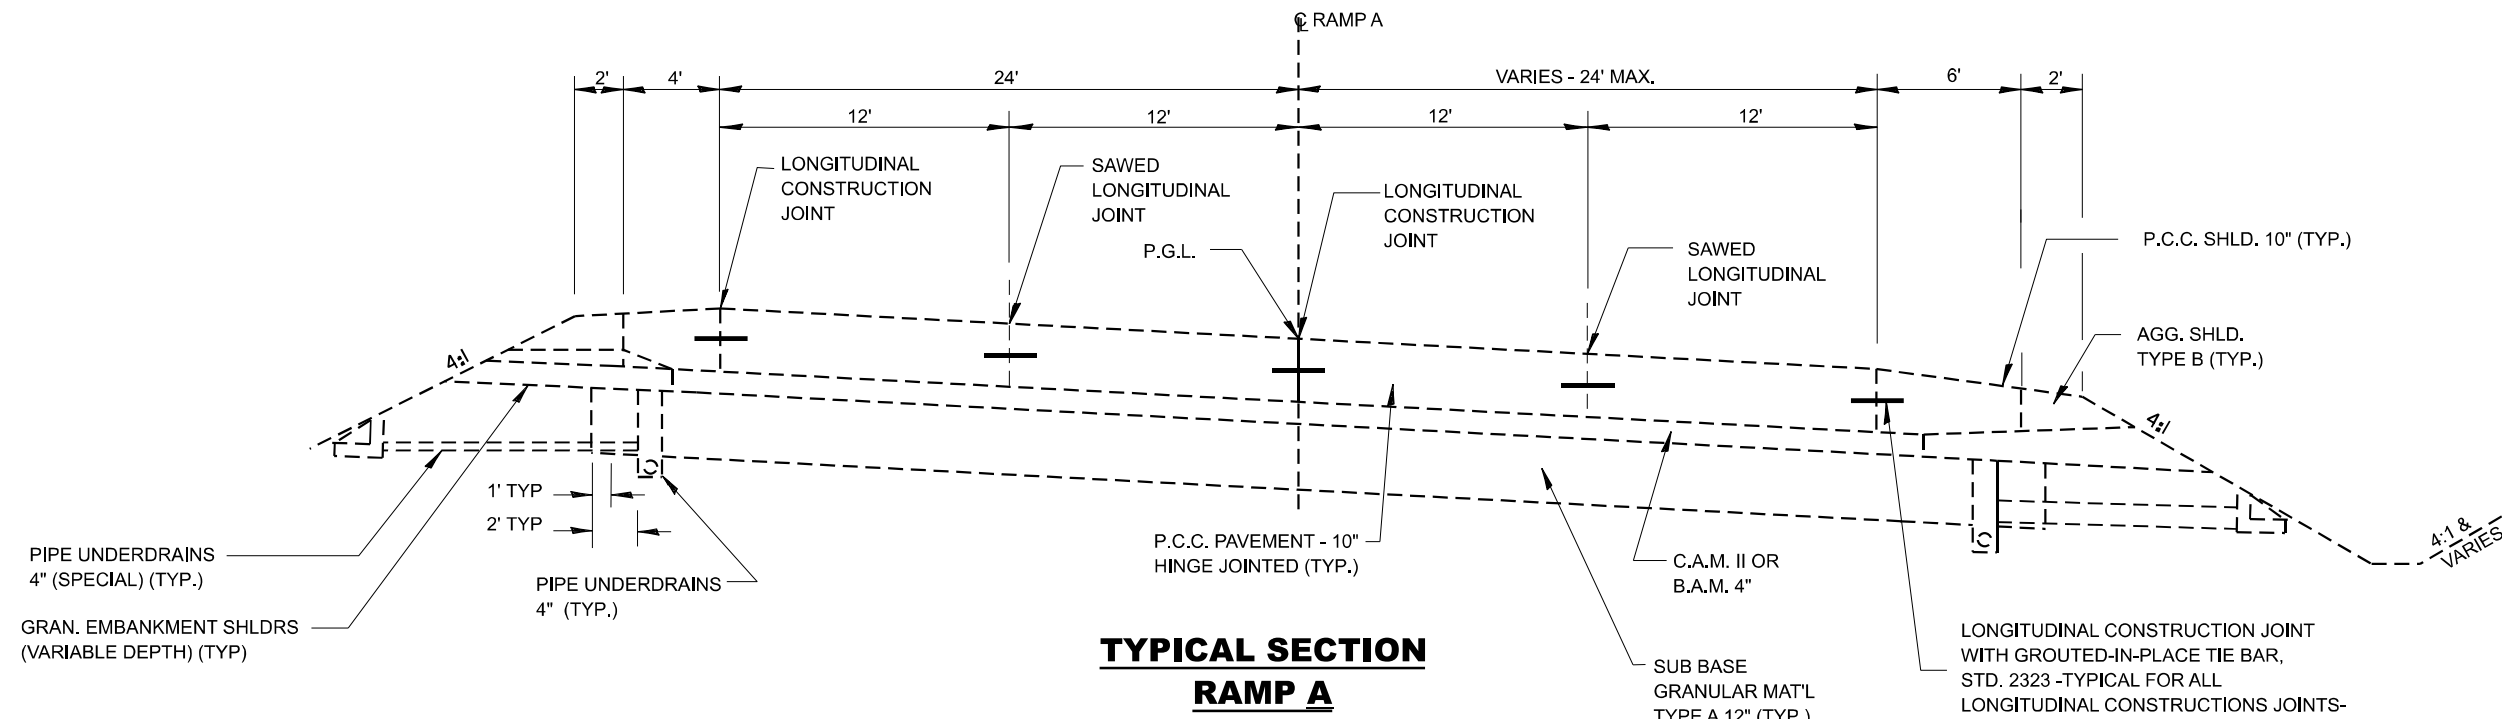 ℄ RAMP A
2' 4' 24' VARIES - 24' MAX. 6' 2'
12' 12' 12' 12'
LONGITUDINAL
CONSTRUCTION
JOINT
SAWED
LONGITUDINAL
JOINT
LONGITUDINAL
CONSTRUCTION
JOINT
P.G.L.
SAWED
LONGITUDINAL
JOINT
P.C.C. SHLD. 10" (TYP.)
AGG. SHLD.
TYPE B (TYP.)
4:1
4:1
1' TYP
2' TYP
4:1 &
VARIES
PIPE UNDERDRAINS
4" (SPECIAL) (TYP.)
PIPE UNDERDRAINS
4" (TYP.)
P.C.C. PAVEMENT - 10"
HINGE JOINTED (TYP.)
C.A.M. II OR
B.A.M. 4"
GRAN. EMBANKMENT SHLDRS
(VARIABLE DEPTH) (TYP)
TYPICAL SECTION
RAMP A
SUB BASE
GRANULAR MAT'L
TYPE A 12" (TYP.)
LONGITUDINAL CONSTRUCTION JOINT
WITH GROUTED-IN-PLACE TIE BAR,
STD. 2323 -TYPICAL FOR ALL
LONGITUDINAL CONSTRUCTIONS JOINTS-